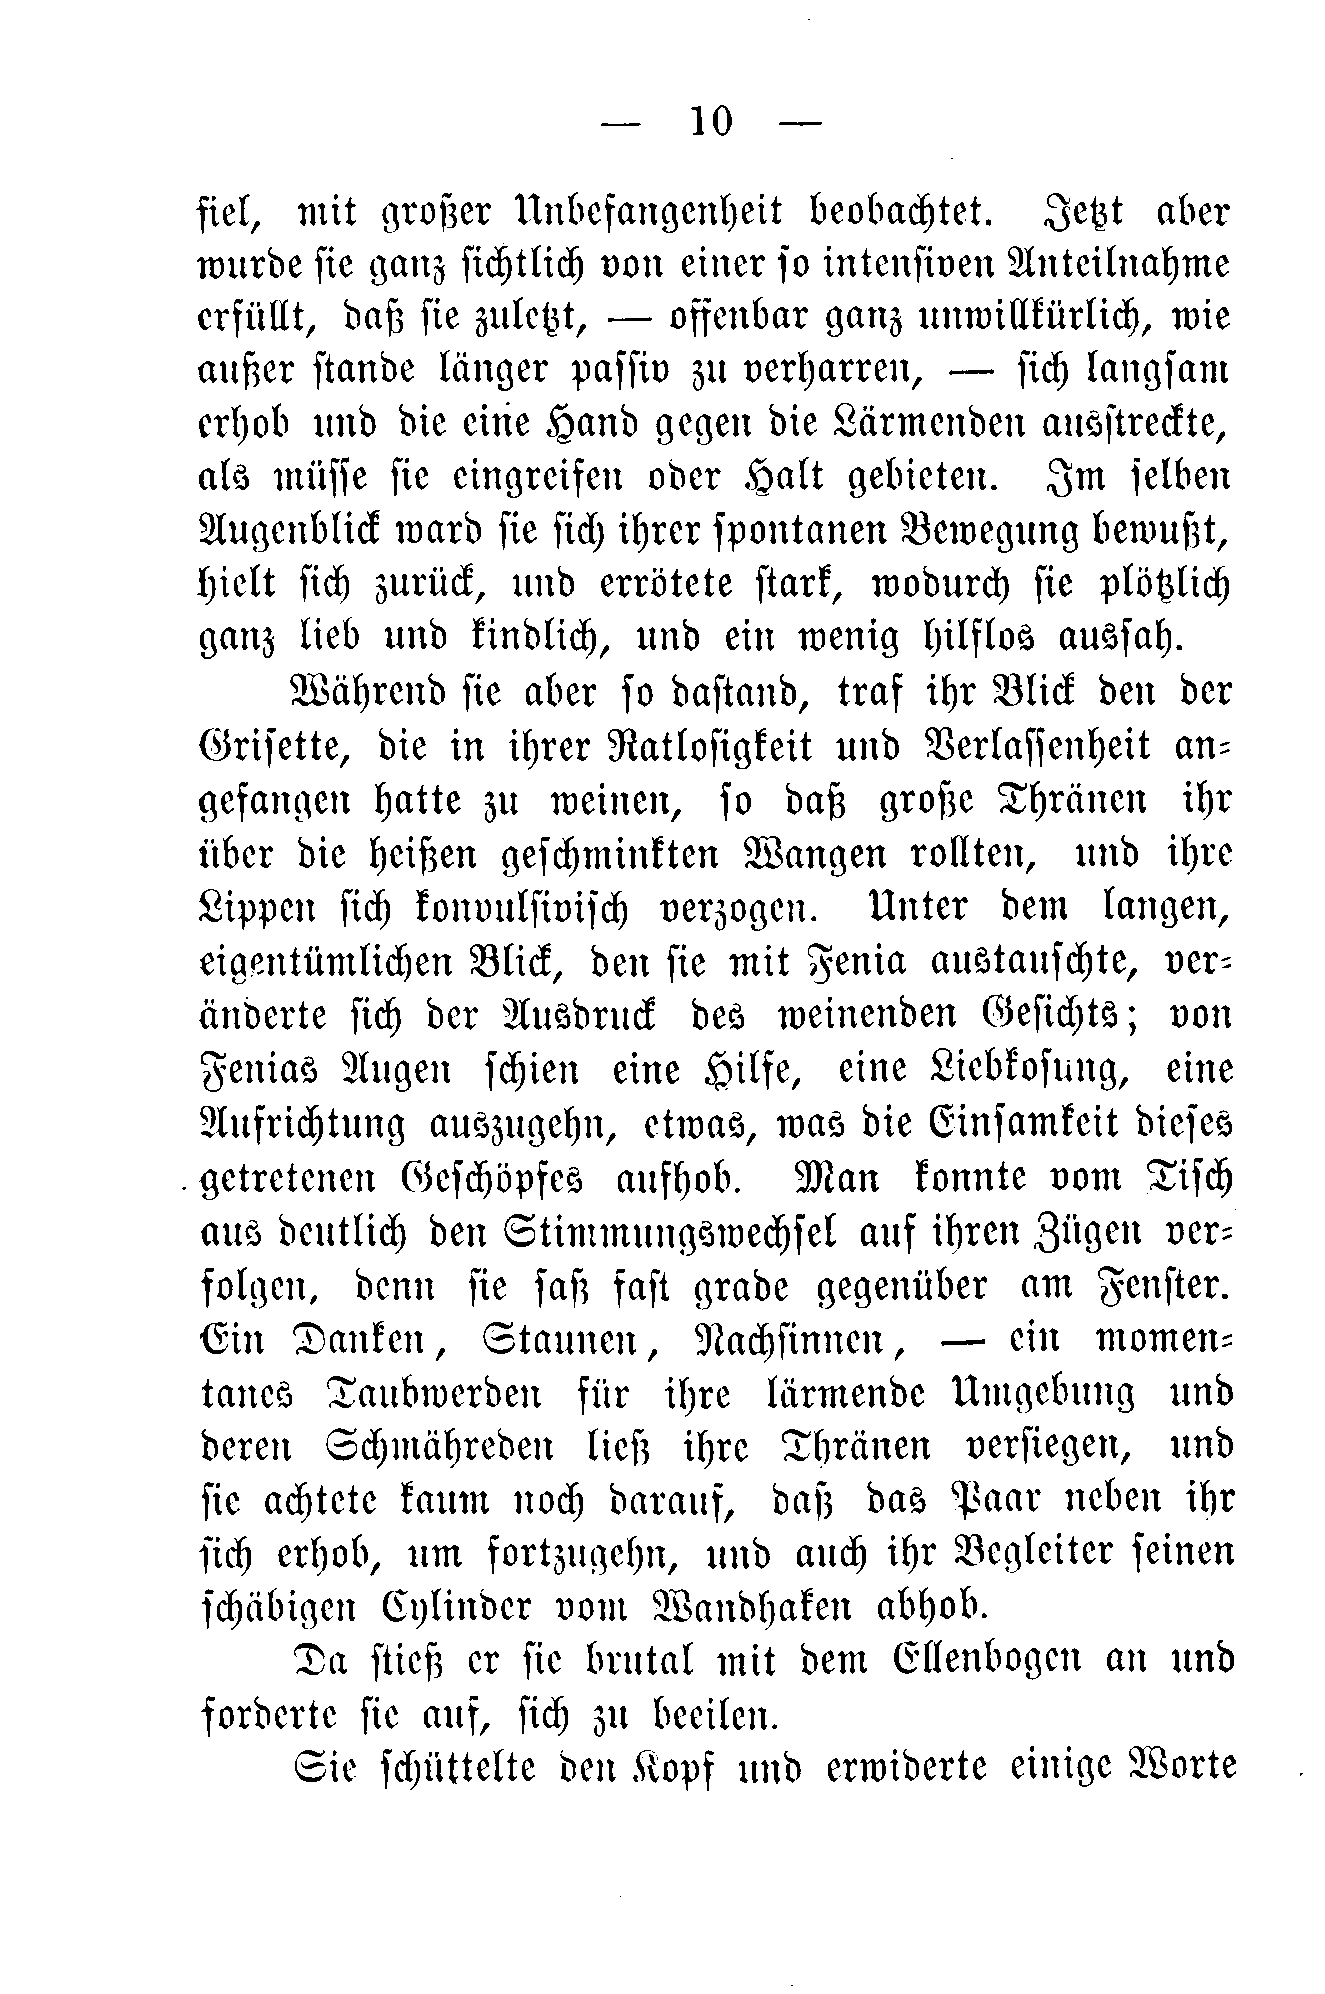 — 10 —
fiel, mit großer Unbefangenheit beobachtet. Jetzt aber
wurde sie ganz sichtlich von einer so intensiven Anteilnahme
erfüllt, daß sie zuletzt, — offenbar ganz unwillkürlich, wie
außer stande länger passiv zu verharren, — sich langsam
erhob und die eine Hand gegen die Lärmenden ausstreckte,
als müsse sie eingreifen oder Halt gebieten. Im selben
Augenblick ward sie sich ihrer spontanen Bewegung bewußt,
hielt sich zurück, und errötete stark, wodurch sie plötzlich
ganz lieb und kindlich, und ein wenig hilflos aussah.
Während sie aber so dastand, traf ihr Blick den der
Grisette, die in ihrer Ratlosigkeit und Verlassenheit an-
gefangen hatte zu weinen, so daß große Thränen ihr
über die heißen geschminkten Wangen rollten, und ihre
Lippen sich konvulsivisch verzogen. Unter dem langen,
eigentümlichen Blick, den sie mit Fenia austauschte, ver-
änderte sich der Ausdruck des weinenden Gesichts; von
Fenias Augen schien eine Hilfe, eine Liebkosung, eine
Aufrichtung auszugehn, etwas, was die Einsamkeit dieses
getretenen Geschöpfes aufhob. Man konnte vom Tisch
aus deutlich den Stimmungswechsel auf ihren Zügen ver-
folgen, denn sie saß fast grade gegenüber am Fenster.
Ein Danken, Staunen, Nachsinnen, — ein momen-
tanes Taubwerden für ihre lärmende Umgebung und
deren Schmähreden ließ ihre Thränen versiegen, und
sie achtete kaum noch darauf, daß das Paar neben ihr
sich erhob, um fortzugehn, und auch ihr Begleiter seinen
schäbigen Cylinder vom Wandhaken abhob.
Da stieß er sie brutal mit dem Ellenbogen an und
forderte sie auf, sich zu beeilen.
Sie schüttelte den Kopf und erwiderte einige Worte